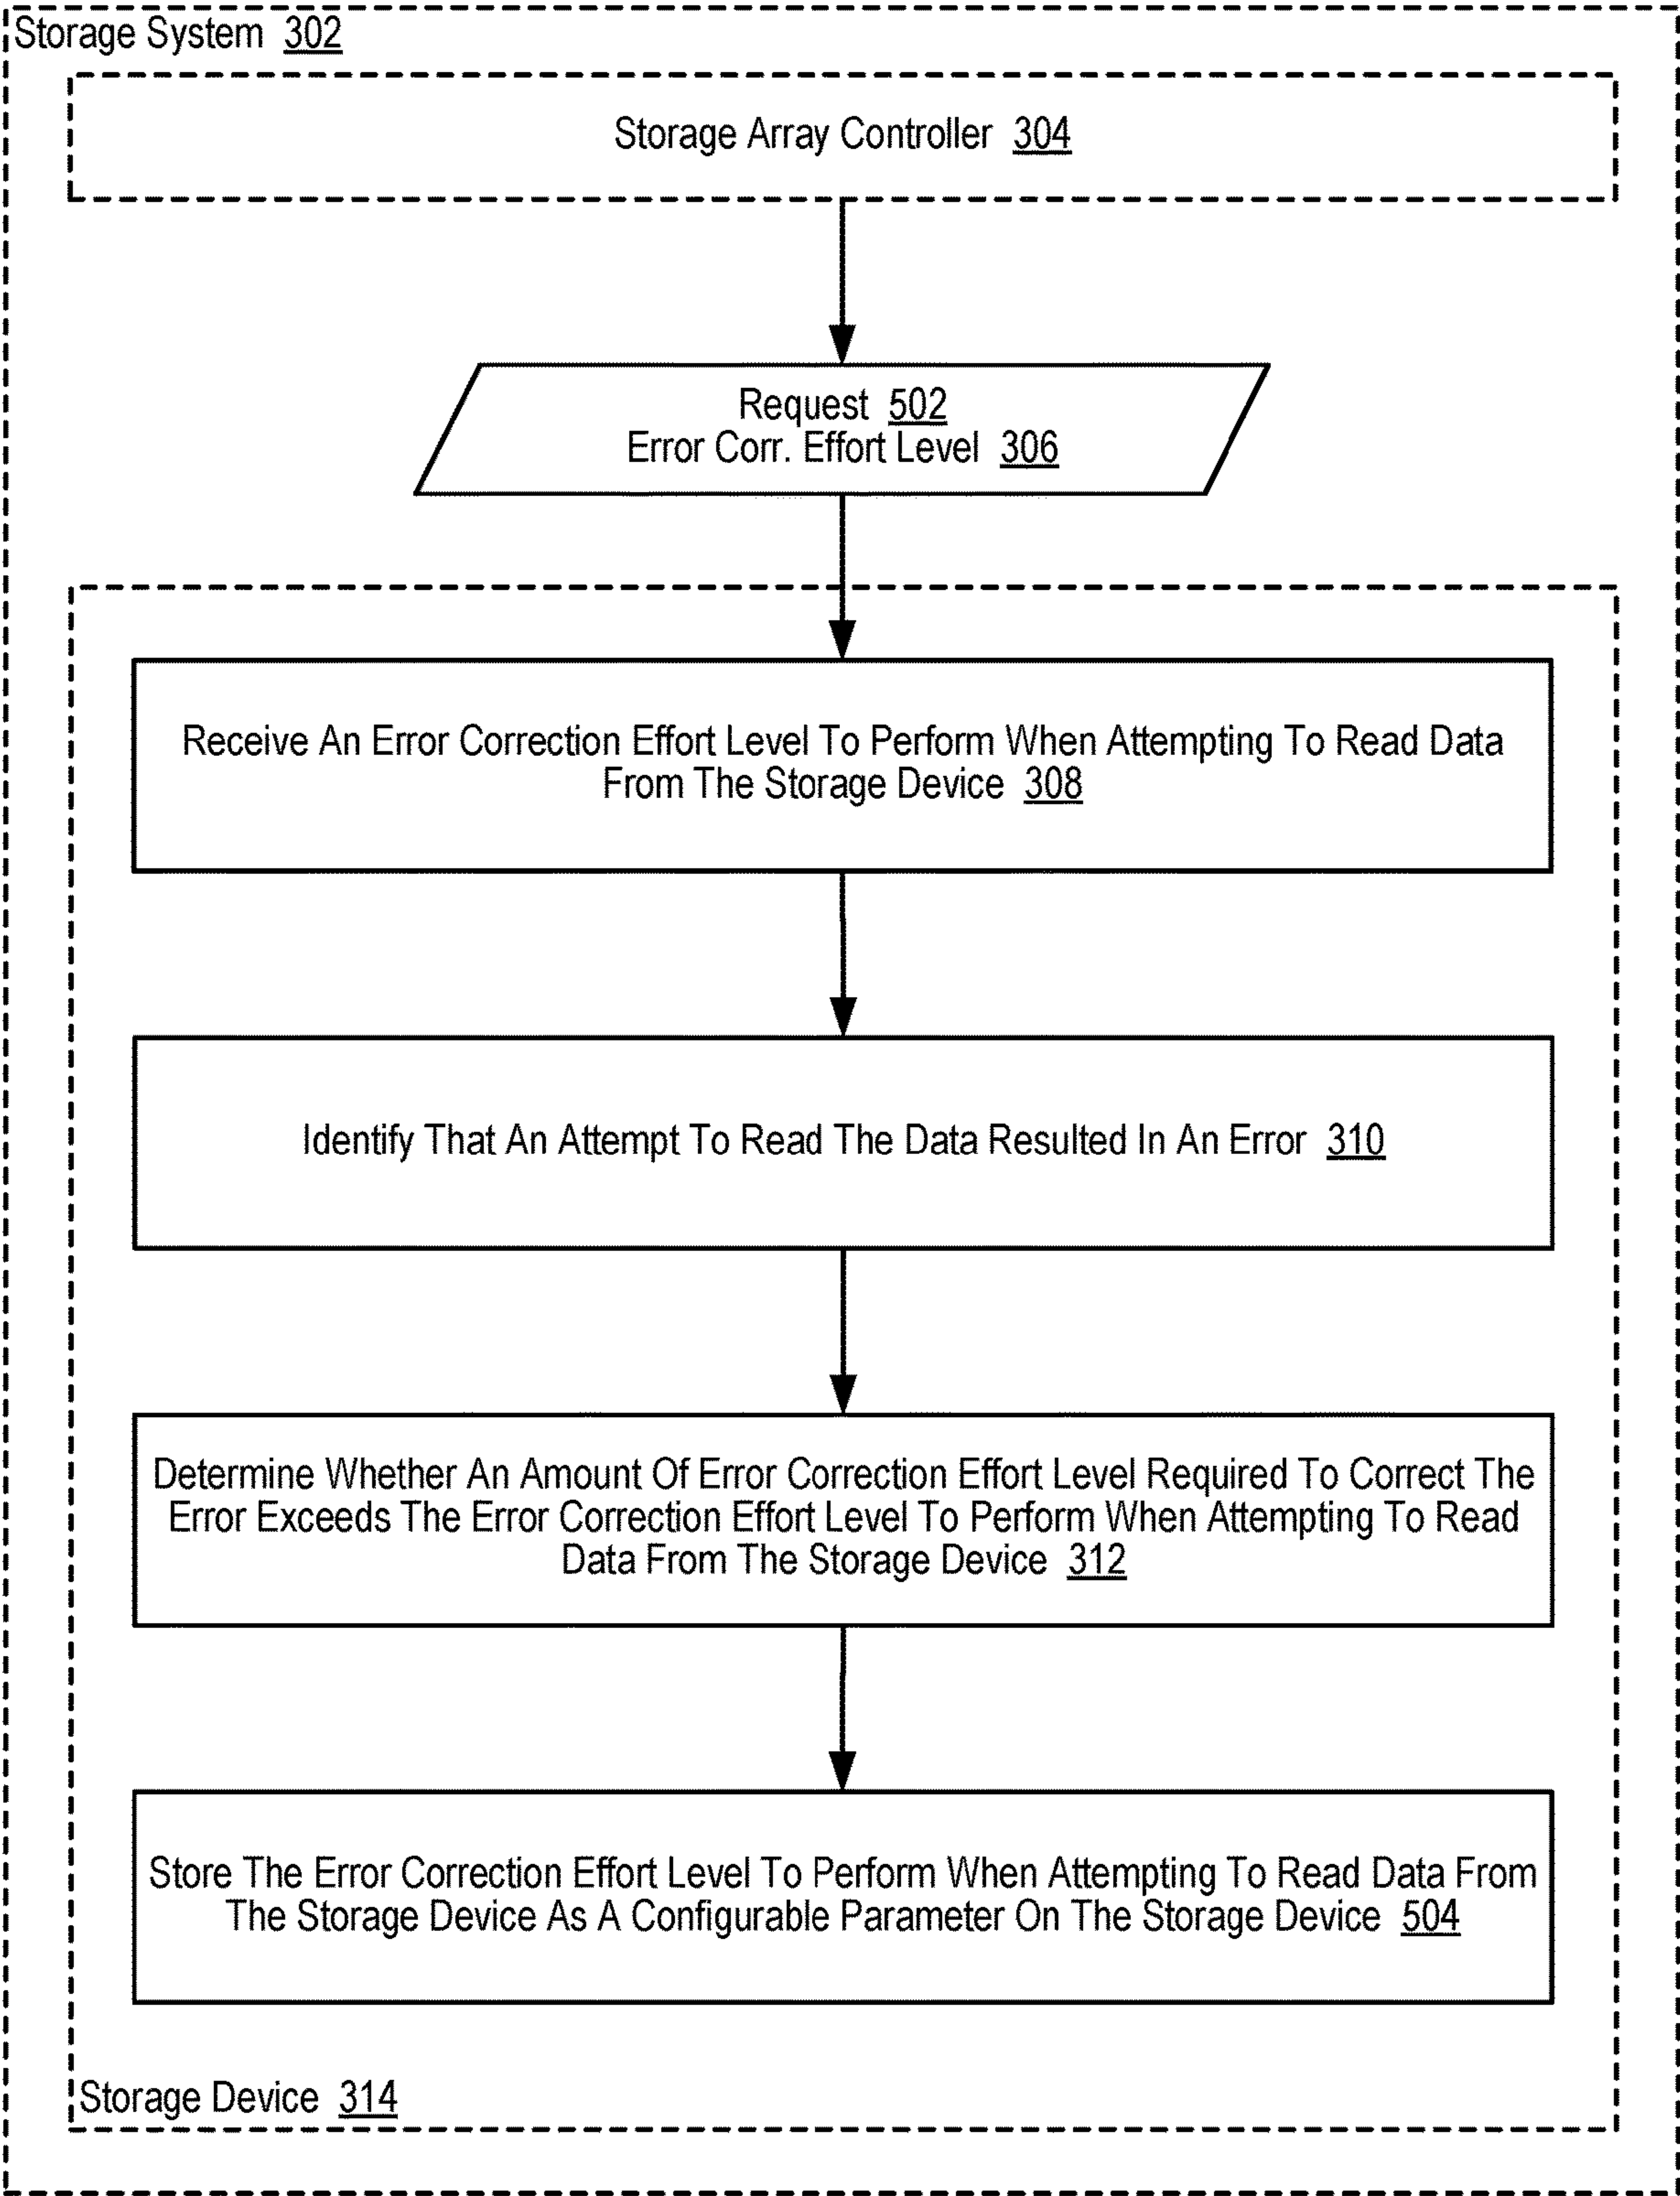 Storage System 302
Storage Array Controller 304
Request 502
Error Corr. Effort Level 306
Receive An Error Correction Effort Level To Perform When Attempting To Read Data
From The Storage Device 308
Identify That An Attempt To Read The Data Resulted In An Error 310
Determine Whether An Amount Of Error Correction Effort Level Required To Correct The
Error Exceeds The Error Correction Effort Level To Perform When Attempting To Read
Data From The Storage Device 312
Store The Error Correction Effort Level To Perform When Attempting To Read Data From
The Storage Device As A Configurable Parameter On The Storage Device 504
Storage Device 314